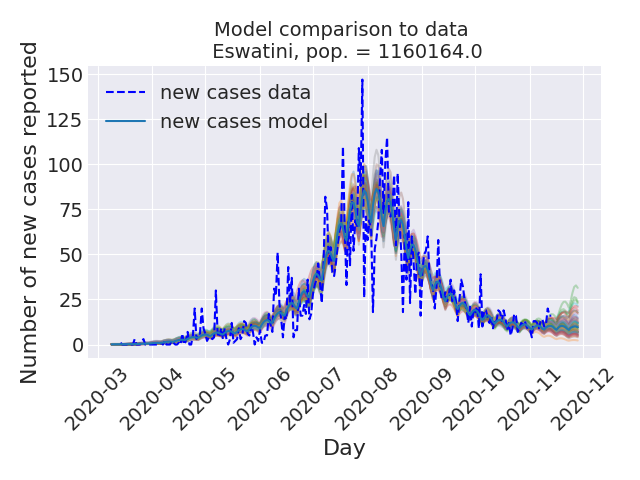 Model comparison to data
Eswatini, pop. = 1160164.0
Number of new cases reported
150
125
100
75
50
25
0
new cases data
new cases model
2020-03
2020-04
2020-05
2020-06
2020-07
2020-08
2020-09
2020-10
2020-11
2020-12
Day